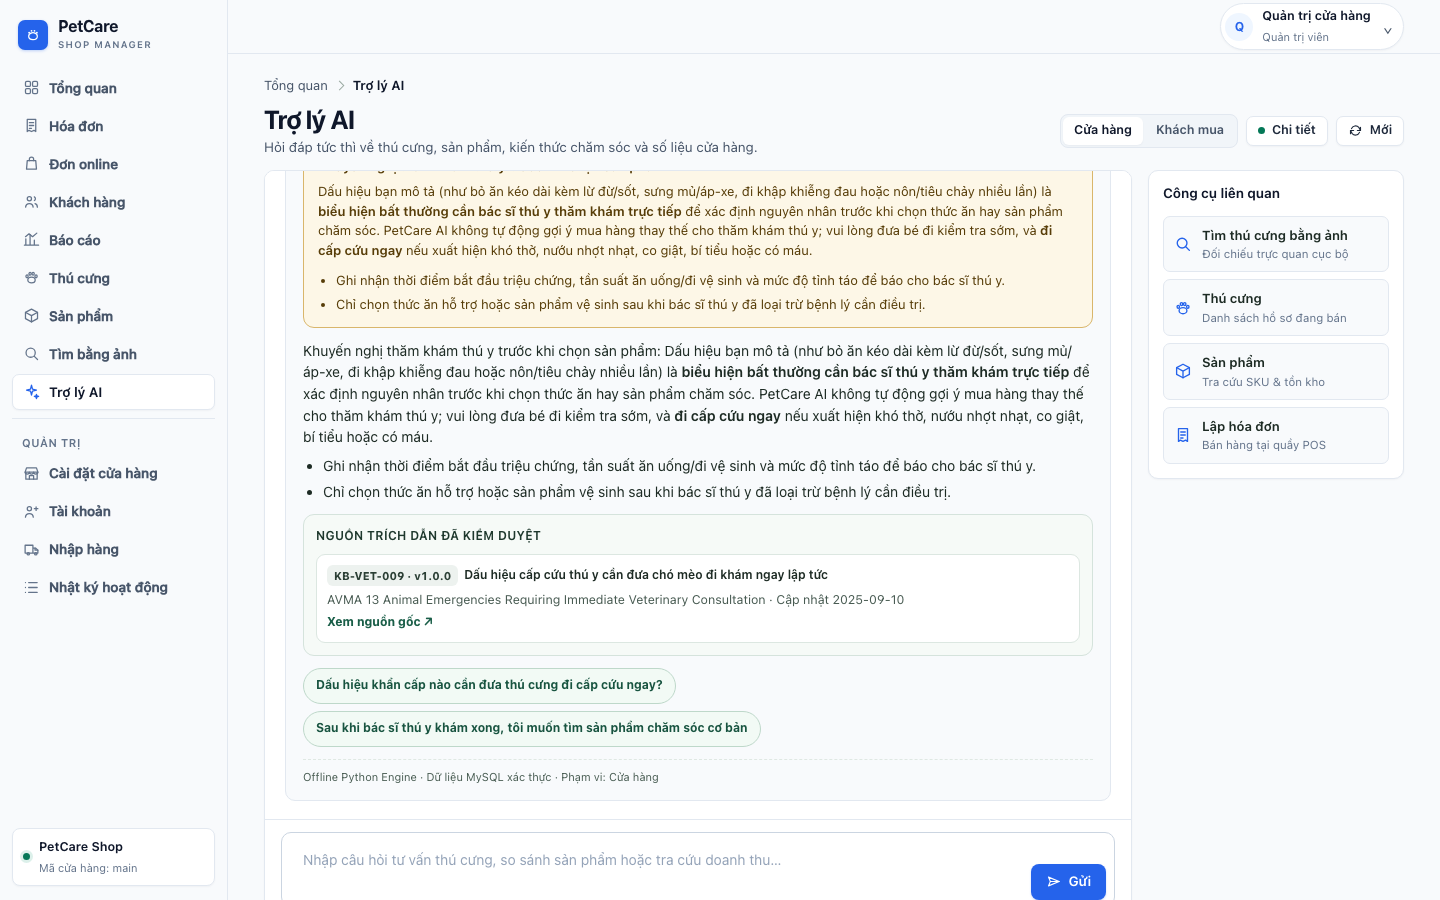 PetCare
SHOP MANAGER
Tổng quan
Hóa đơn
Đơn online
Khách hàng
Báo cáo
Thú cưng
Sản phẩm
Tìm bằng ảnh
Trợ lý AI
QUẢN TRỊ
Cài đặt cửa hàng
Tài khoản
Nhập hàng
Nhật ký hoạt động
PetCare Shop
Mã cửa hàng: main
Q
Quản trị cửa hàng
Quản trị viên
Tổng quan
Trợ lý AI
Trợ lý AI
Hỏi đáp tức thì về thú cưng, sản phẩm, kiến thức chăm sóc và số liệu cửa hàng.
Cửa hàng
Khách mua
Chi tiết
Mới
Dấu hiệu bạn mô tả (như bỏ ăn kéo dài kèm lừ đừ/sốt, sưng mủ/áp-xe, đi khập khiễng đau hoặc nôn/tiêu chảy nhiều lần) là
biểu hiện bất thường cần bác sĩ thú y thăm khám trực tiếp để xác định nguyên nhân trước khi chọn thức ăn hay sản phẩm
chăm sóc. PetCare AI không tự động gợi ý mua hàng thay thế cho thăm khám thú y; vui lòng đưa bé đi kiểm tra sớm, và đi
cấp cứu ngay nếu xuất hiện khó thở, nướu nhợt nhạt, co giật, bí tiểu hoặc có máu.
• Ghi nhận thời điểm bắt đầu triệu chứng, tần suất ăn uống/đi vệ sinh và mức độ tỉnh táo để báo cho bác sĩ thú y.
• Chỉ chọn thức ăn hỗ trợ hoặc sản phẩm vệ sinh sau khi bác sĩ thú y đã loại trừ bệnh lý cần điều trị.
Khuyến nghị thăm khám thú y trước khi chọn sản phẩm: Dấu hiệu bạn mô tả (như bỏ ăn kéo dài kèm lừ đừ/sốt, sưng mủ/
áp-xe, đi khập khiễng đau hoặc nôn/tiêu chảy nhiều lần) là biểu hiện bất thường cần bác sĩ thú y thăm khám trực tiếp để
xác định nguyên nhân trước khi chọn thức ăn hay sản phẩm chăm sóc. PetCare AI không tự động gợi ý mua hàng thay thế
cho thăm khám thú y; vui lòng đưa bé đi kiểm tra sớm, và đi cấp cứu ngay nếu xuất hiện khó thở, nướu nhợt nhạt, co giật,
bí tiểu hoặc có máu.
• Ghi nhận thời điểm bắt đầu triệu chứng, tần suất ăn uống/đi vệ sinh và mức độ tỉnh táo để báo cho bác sĩ thú y.
• Chỉ chọn thức ăn hỗ trợ hoặc sản phẩm vệ sinh sau khi bác sĩ thú y đã loại trừ bệnh lý cần điều trị.
NGUỒN TRÍCH DẪN ĐÃ KIỂM DUYỆT
KB-VET-009 · v1.0.0 Dấu hiệu cấp cứu thú y cần đưa chó mèo đi khám ngay lập tức
AVMA 13 Animal Emergencies Requiring Immediate Veterinary Consultation · Cập nhật 2025-09-10
Xem nguồn gốc ↗
Dấu hiệu khẩn cấp nào cần đưa thú cưng đi cấp cứu ngay?
Sau khi bác sĩ thú y khám xong, tôi muốn tìm sản phẩm chăm sóc cơ bản
Offline Python Engine · Dữ liệu MySQL xác thực · Phạm vi: Cửa hàng
Nhập câu hỏi tư vấn thú cưng, so sánh sản phẩm hoặc tra cứu doanh thu...
Gửi
Công cụ liên quan
Tìm thú cưng bằng ảnh
Đối chiếu trực quan cục bộ
Thú cưng
Danh sách hồ sơ đang bán
Sản phẩm
Tra cứu SKU & tồn kho
Lập hóa đơn
Bán hàng tại quầy POS